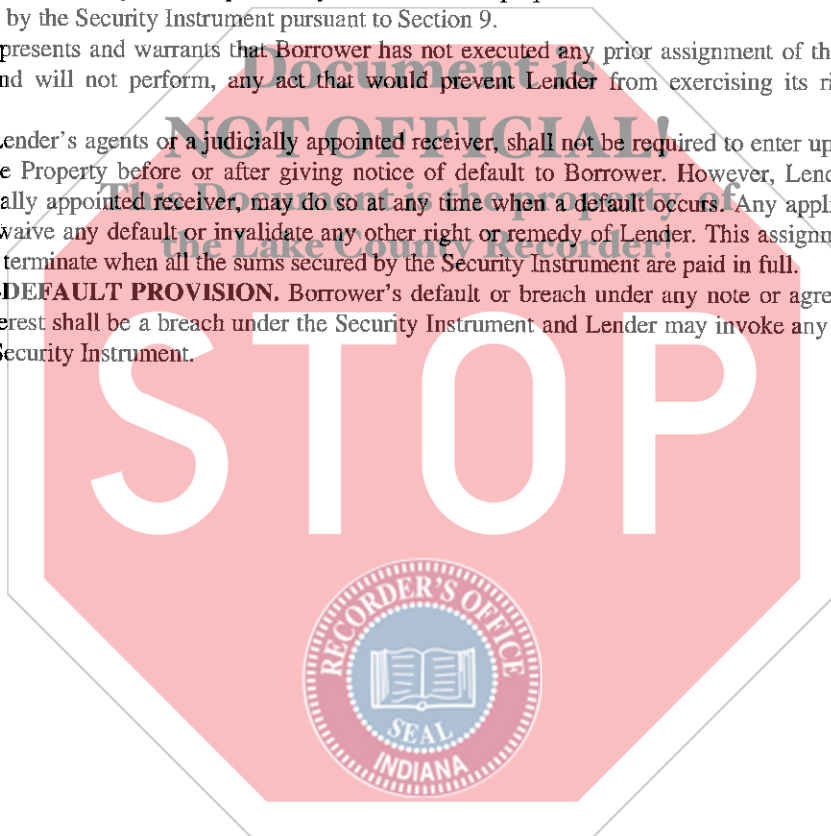 by the Security Instrument pursuant to Section 9.
presents and warrants that Borrower has not executed any prior assignment of th
nd will not perform, any act that would prevent Lender from exercising its ri
ender's agents or a judicially appointed receiver, shall not be required to enter up
e Property before or after giving notice of default to Borrower. However, Lend
ally appointed receiver, may do so at any time when a default occurs. Any appli
waive any default or invalidate any other right or remedy of Lender. This assignm
terminate when all the sums secured by the Security Instrument are paid in full.
DEFAULT PROVISION. Borrower's default or breach under any note or agre
erest shall be a breach under the Security Instrument and Lender may invoke any
Security Instrument.
Document is
NOT OFFICIAL!
This Document is the property of
the Lake County Recorder!
STOP
RECORDER'S OFFICE
SEAL
INDIANA